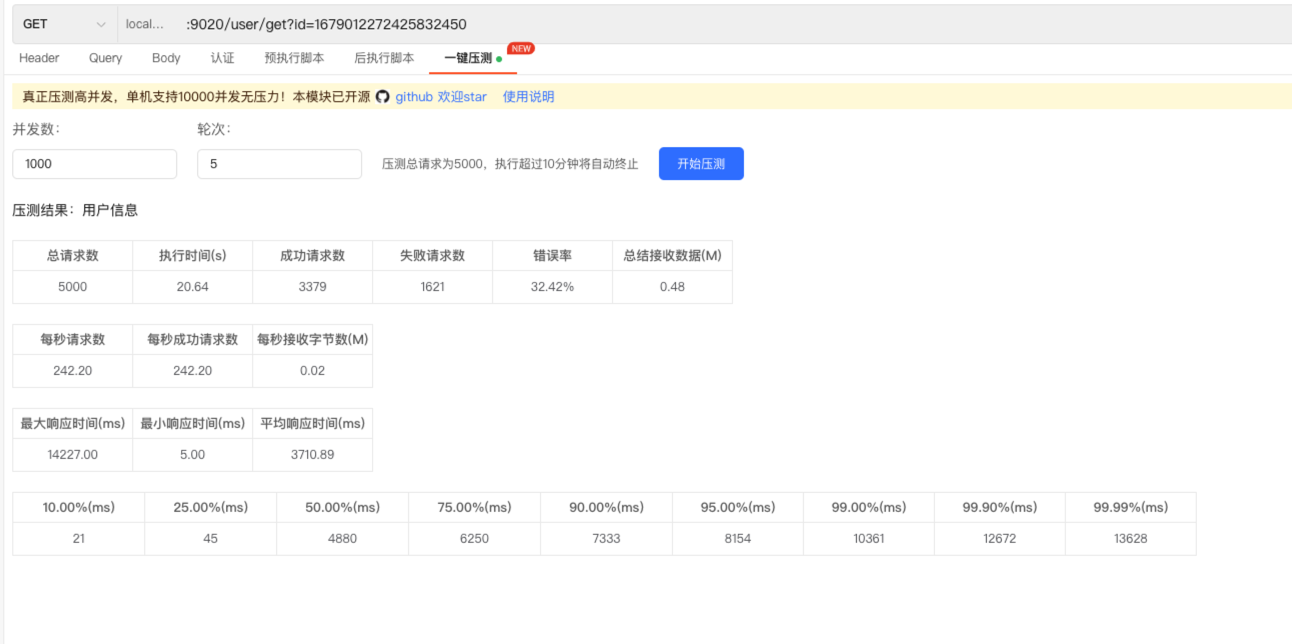 GET local... :9020/user/get?id=1679012272425832450
Header Query Body 认证 预执行脚本 后执行脚本 一键压测 NEW
真正压测高并发，单机支持10000并发无压力！本模块已开源 github 欢迎star 使用说明
并发数： 轮次：
1000 5 压测总请求为5000，执行超过10分钟将自动终止 开始压测
压测结果：用户信息
总请求数 执行时间(s) 成功请求数 失败请求数 错误率 总结接收数据(M)
5000 20.64 3379 1621 32.42% 0.48
每秒请求数 每秒成功请求数 每秒接收字节数(M)
242.20 242.20 0.02
最大响应时间(ms) 最小响应时间(ms) 平均响应时间(ms)
14227.00 5.00 3710.89
10.00%(ms) 25.00%(ms) 50.00%(ms) 75.00%(ms) 90.00%(ms) 95.00%(ms) 99.00%(ms) 99.90%(ms) 99.99%(ms)
21 45 4880 6250 7333 8154 10361 12672 13628